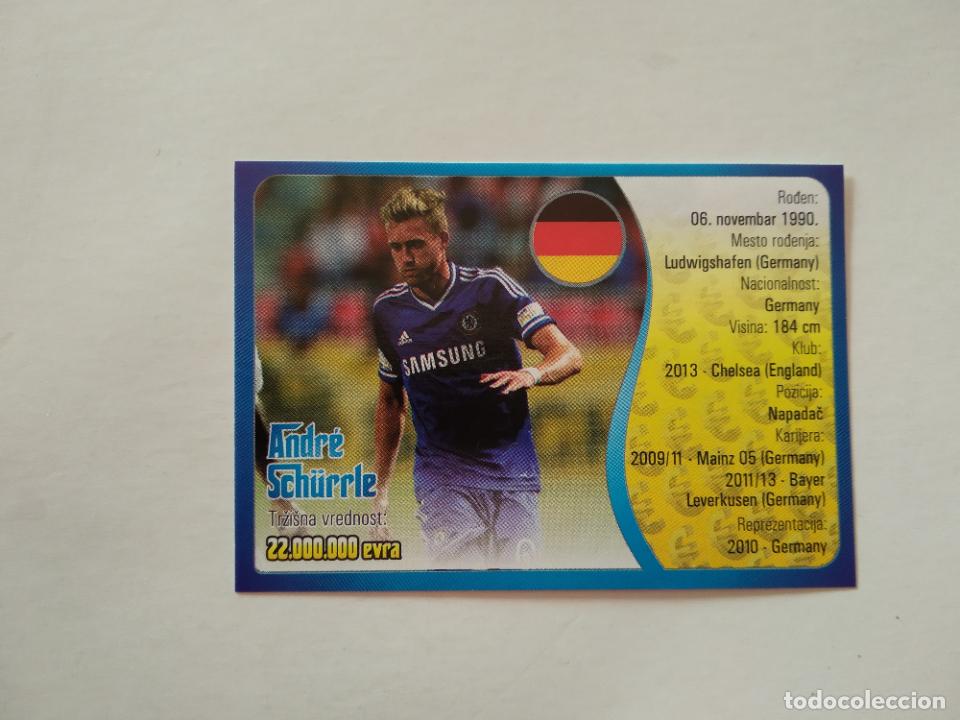 adidas
SAMSUNG
André
Schürrle
Tržišna vrednost:
22.000.000 evra
Rođen:
06. novembar 1990.
Mesto rođenja:
Ludwigshafen (Germany)
Nacionalnost:
Germany
Visina: 184 cm
Klub:
2013 - Chelsea (England)
Pozicija:
Napadač
Karijera:
2009/11 - Mainz 05 (Germany)
2011/13 - Bayer
Leverkusen (Germany)
Reprezentacija:
2010 - Germany
todocoleccion